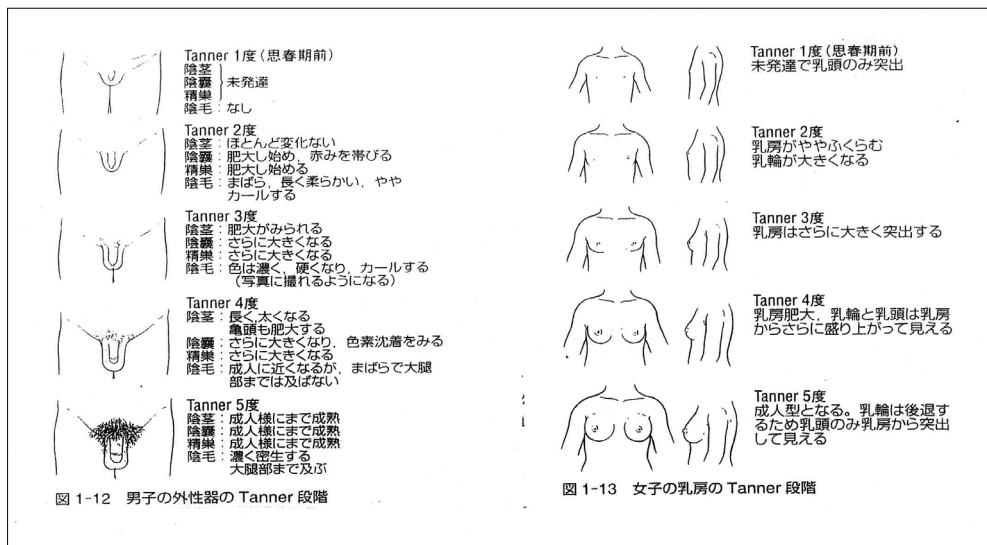 Tanner 1度(思春期前)
陰茎
陰嚢 未発達
精巣
陰毛:なし
Tanner 2度
陰茎:ほとんど変化ない
陰嚢:肥大し始め,赤みを帯びる
精巣:肥大し始める
陰毛:まばら,長く柔らかい,やや
カールする
Tanner 3度
陰茎:肥大がみられる
陰嚢:さらに大きくなる
精巣:さらに大きくなる
陰毛:色は濃く,硬くなり,カールする
(写真に撮れるようになる)
Tanner 4度
陰茎:長く,太くなる
亀頭も肥大する
陰嚢:さらに大きくなり,色素沈着をみる
精巣:さらに大きくなる
陰毛:成人に近くなるが,まばらで大腿
部までは及ばない
Tanner 5度
陰茎:成人様にまで成熟
陰嚢:成人様にまで成熟
精巣:成人様にまで成熟
陰毛:濃く密生する
大腿部まで及ぶ
図 1-12 男子の外性器の Tanner 段階
Tanner 1度(思春期前)
未発達で乳頭のみ突出
Tanner 2度
乳房がややふくらむ
乳輪が大きくなる
Tanner 3度
乳房はさらに大きく突出する
Tanner 4度
乳房肥大,乳輪と乳頭は乳房
からさらに盛り上がって見える
Tanner 5度
成人型となる。乳輪は後退す
るため乳頭のみ乳房から突出
して見える
図 1-13 女子の乳房の Tanner 段階